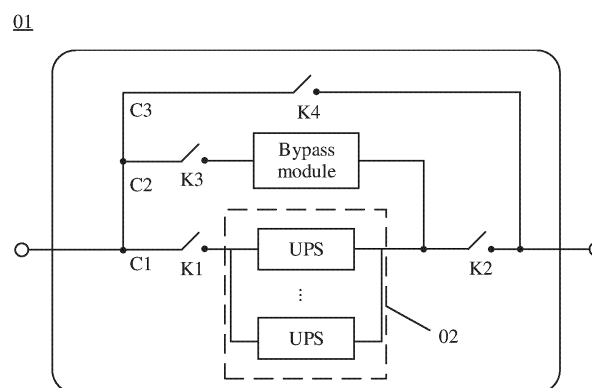 01
C3
K4
Bypass
module
C2
K3
C1
K1
UPS
K2
...
UPS
02